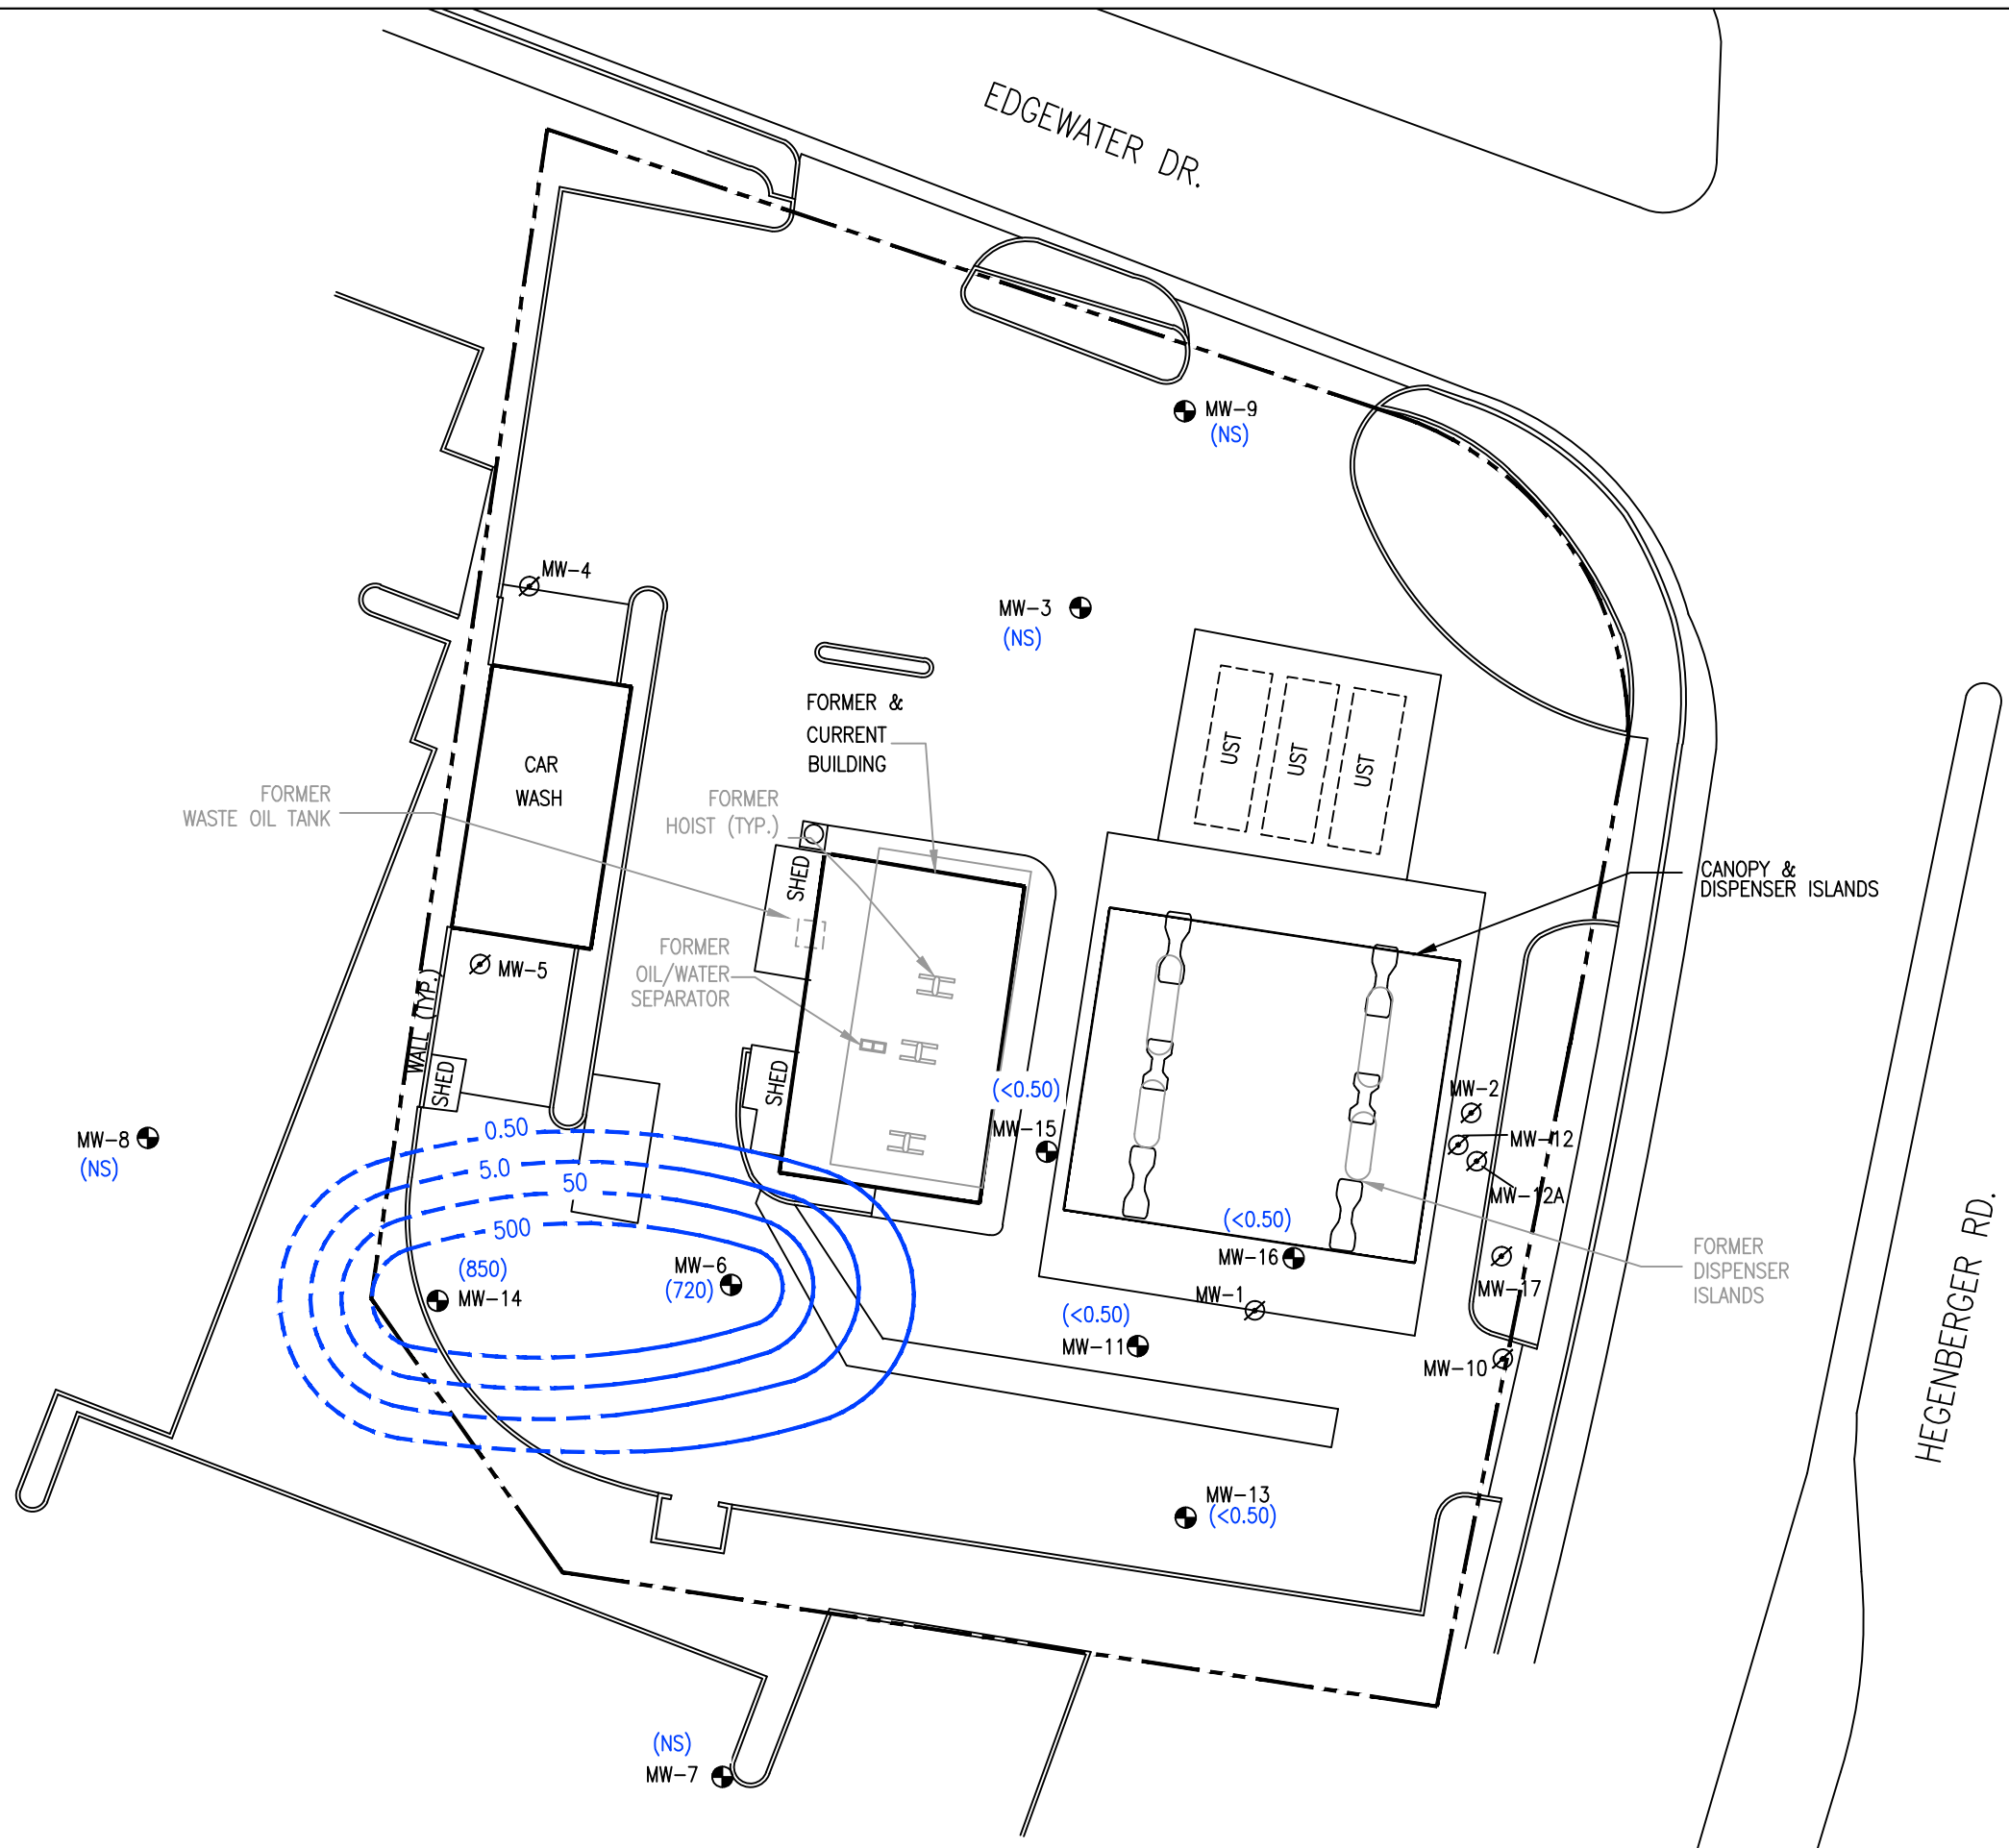 EDGEWATER DR.
MW-9
(NS)
MW-4
MW-3
(NS)
FORMER &
CURRENT
BUILDING
UST
UST
UST
CAR
WASH
FORMER
WASTE OIL TANK
FORMER
HOIST (TYP.)
SHED
CANOPY &
DISPENSER ISLANDS
FORMER
OIL/WATER
SEPARATOR
MW-5
WALL (TYP.)
SHED
SHED
(<0.50)
MW-15
MW-2
MW-12
MW-12A
MW-8
(NS)
0.50
5.0
50
500
(850)
MW-14
MW-6
(720)
(<0.50)
MW-16
MW-1
MW-17
FORMER
DISPENSER
ISLANDS
(<0.50)
MW-11
MW-10
HEGENBERGER RD.
MW-13
(<0.50)
(NS)
MW-7